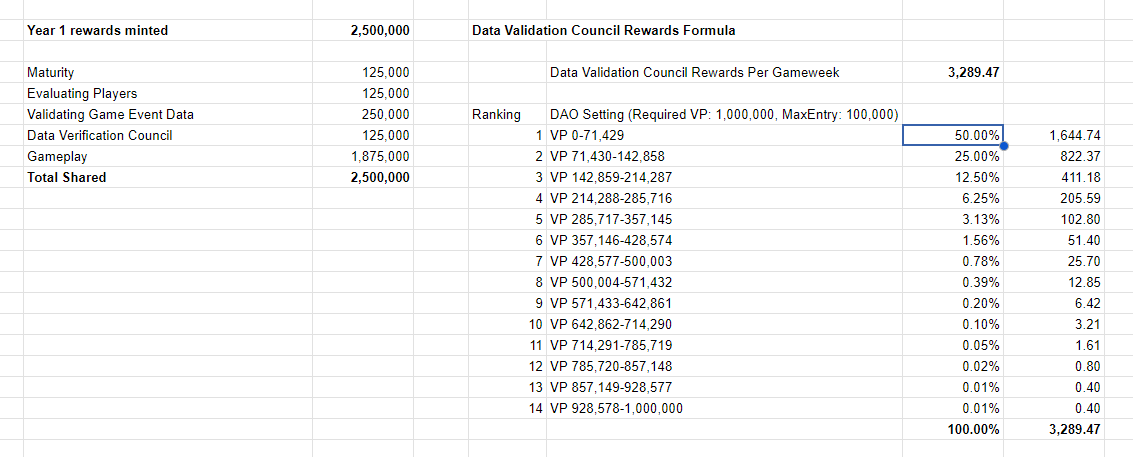 Year 1 rewards minted 2,500,000 Data Validation Council Rewards Formula
Maturity 125,000 Data Validation Council Rewards Per Gameweek 3,289.47
Evaluating Players 125,000
Validating Game Event Data 250,000 Ranking DAO Setting (Required VP: 1,000,000, MaxEntry: 100,000)
Data Verification Council 125,000 1 VP 0-71,429 50.00% 1,644.74
Gameplay 1,875,000 2 VP 71,430-142,858 25.00% 822.37
Total Shared 2,500,000 3 VP 142,859-214,287 12.50% 411.18
4 VP 214,288-285,716 6.25% 205.59
5 VP 285,717-357,145 3.13% 102.80
6 VP 357,146-428,574 1.56% 51.40
7 VP 428,577-500,003 0.78% 25.70
8 VP 500,004-571,432 0.39% 12.85
9 VP 571,433-642,861 0.20% 6.42
10 VP 642,862-714,290 0.10% 3.21
11 VP 714,291-785,719 0.05% 1.61
12 VP 785,720-857,148 0.02% 0.80
13 VP 857,149-928,577 0.01% 0.40
14 VP 928,578-1,000,000 0.01% 0.40
100.00% 3,289.47